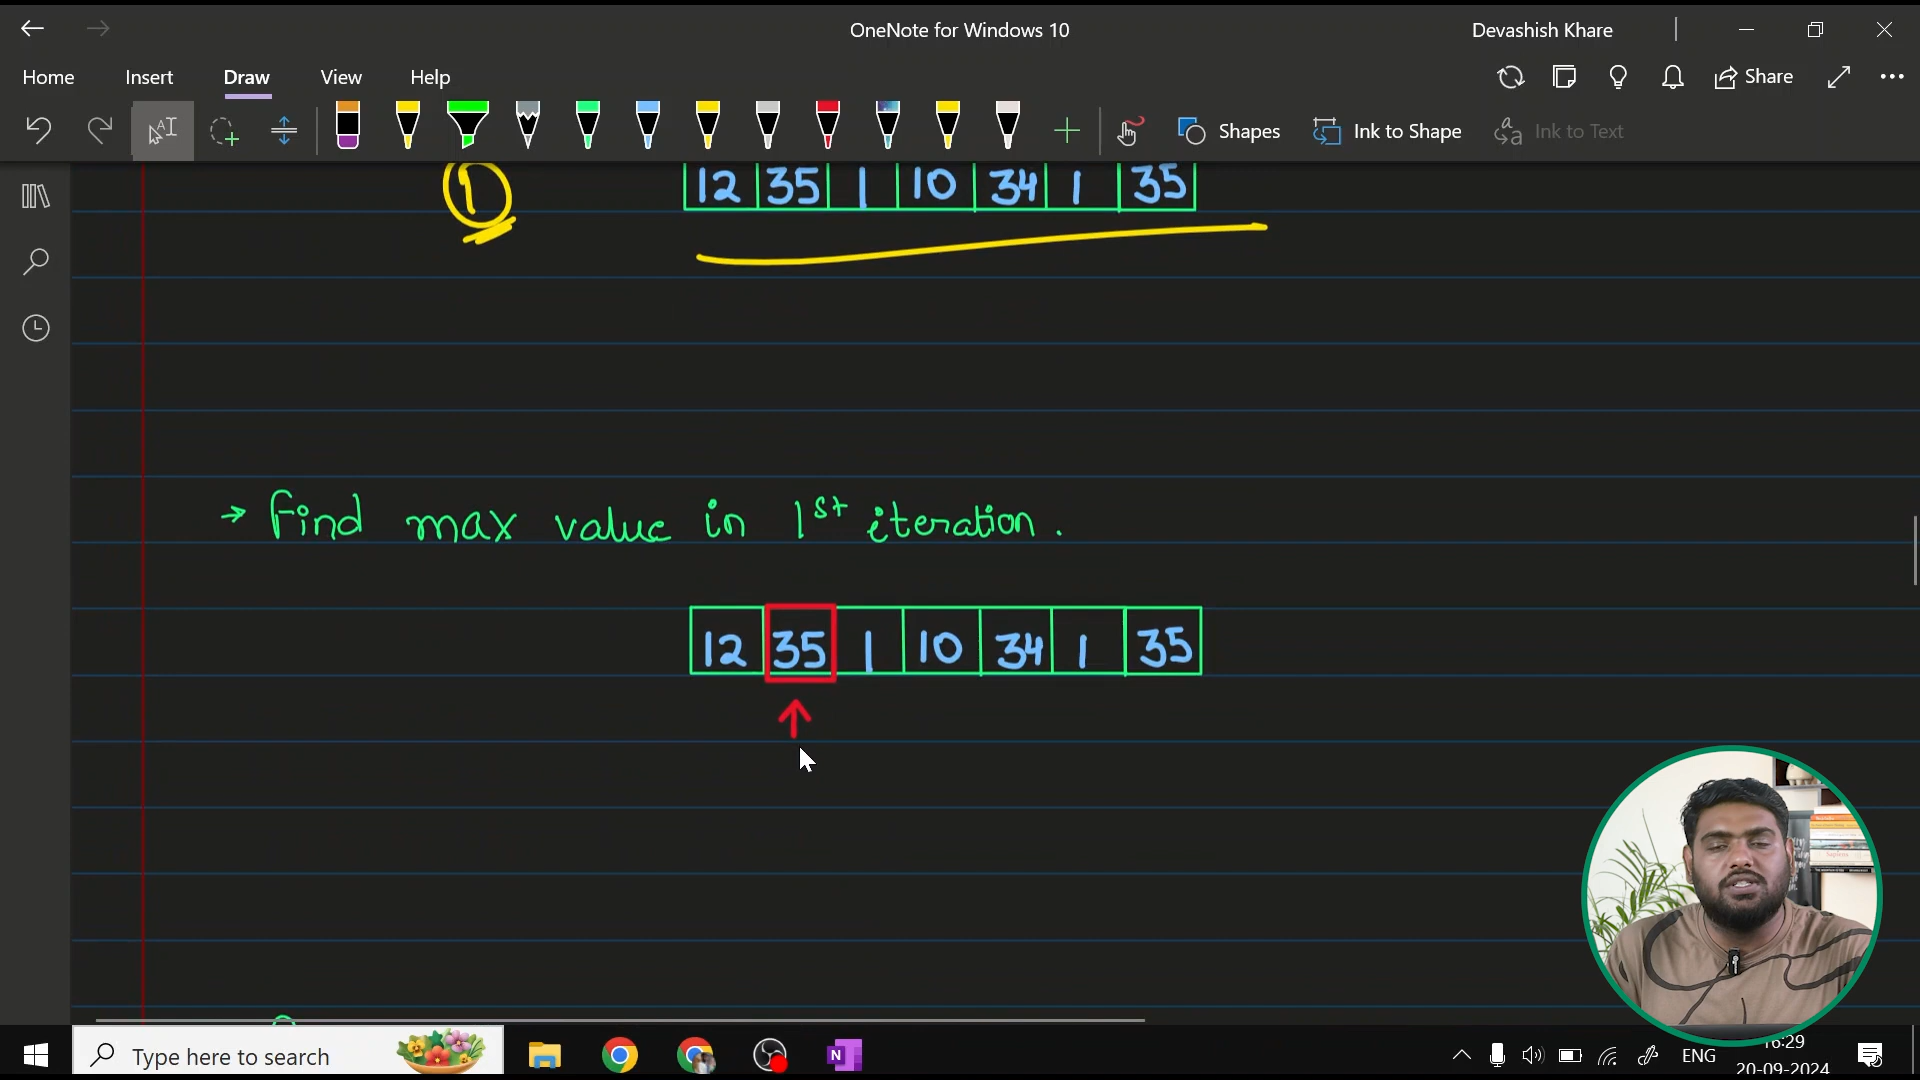 OneNote for Windows 10
Devashish Khare
Home Insert Draw View Help
Share
Shapes
Ink to Shape
Ink to Text
1
12 35 1 10 34 1 35
→ Find max value in 1st iteration.
12 35 1 10 34 1 35
Type here to search
ENG
16:29
20-09-2024